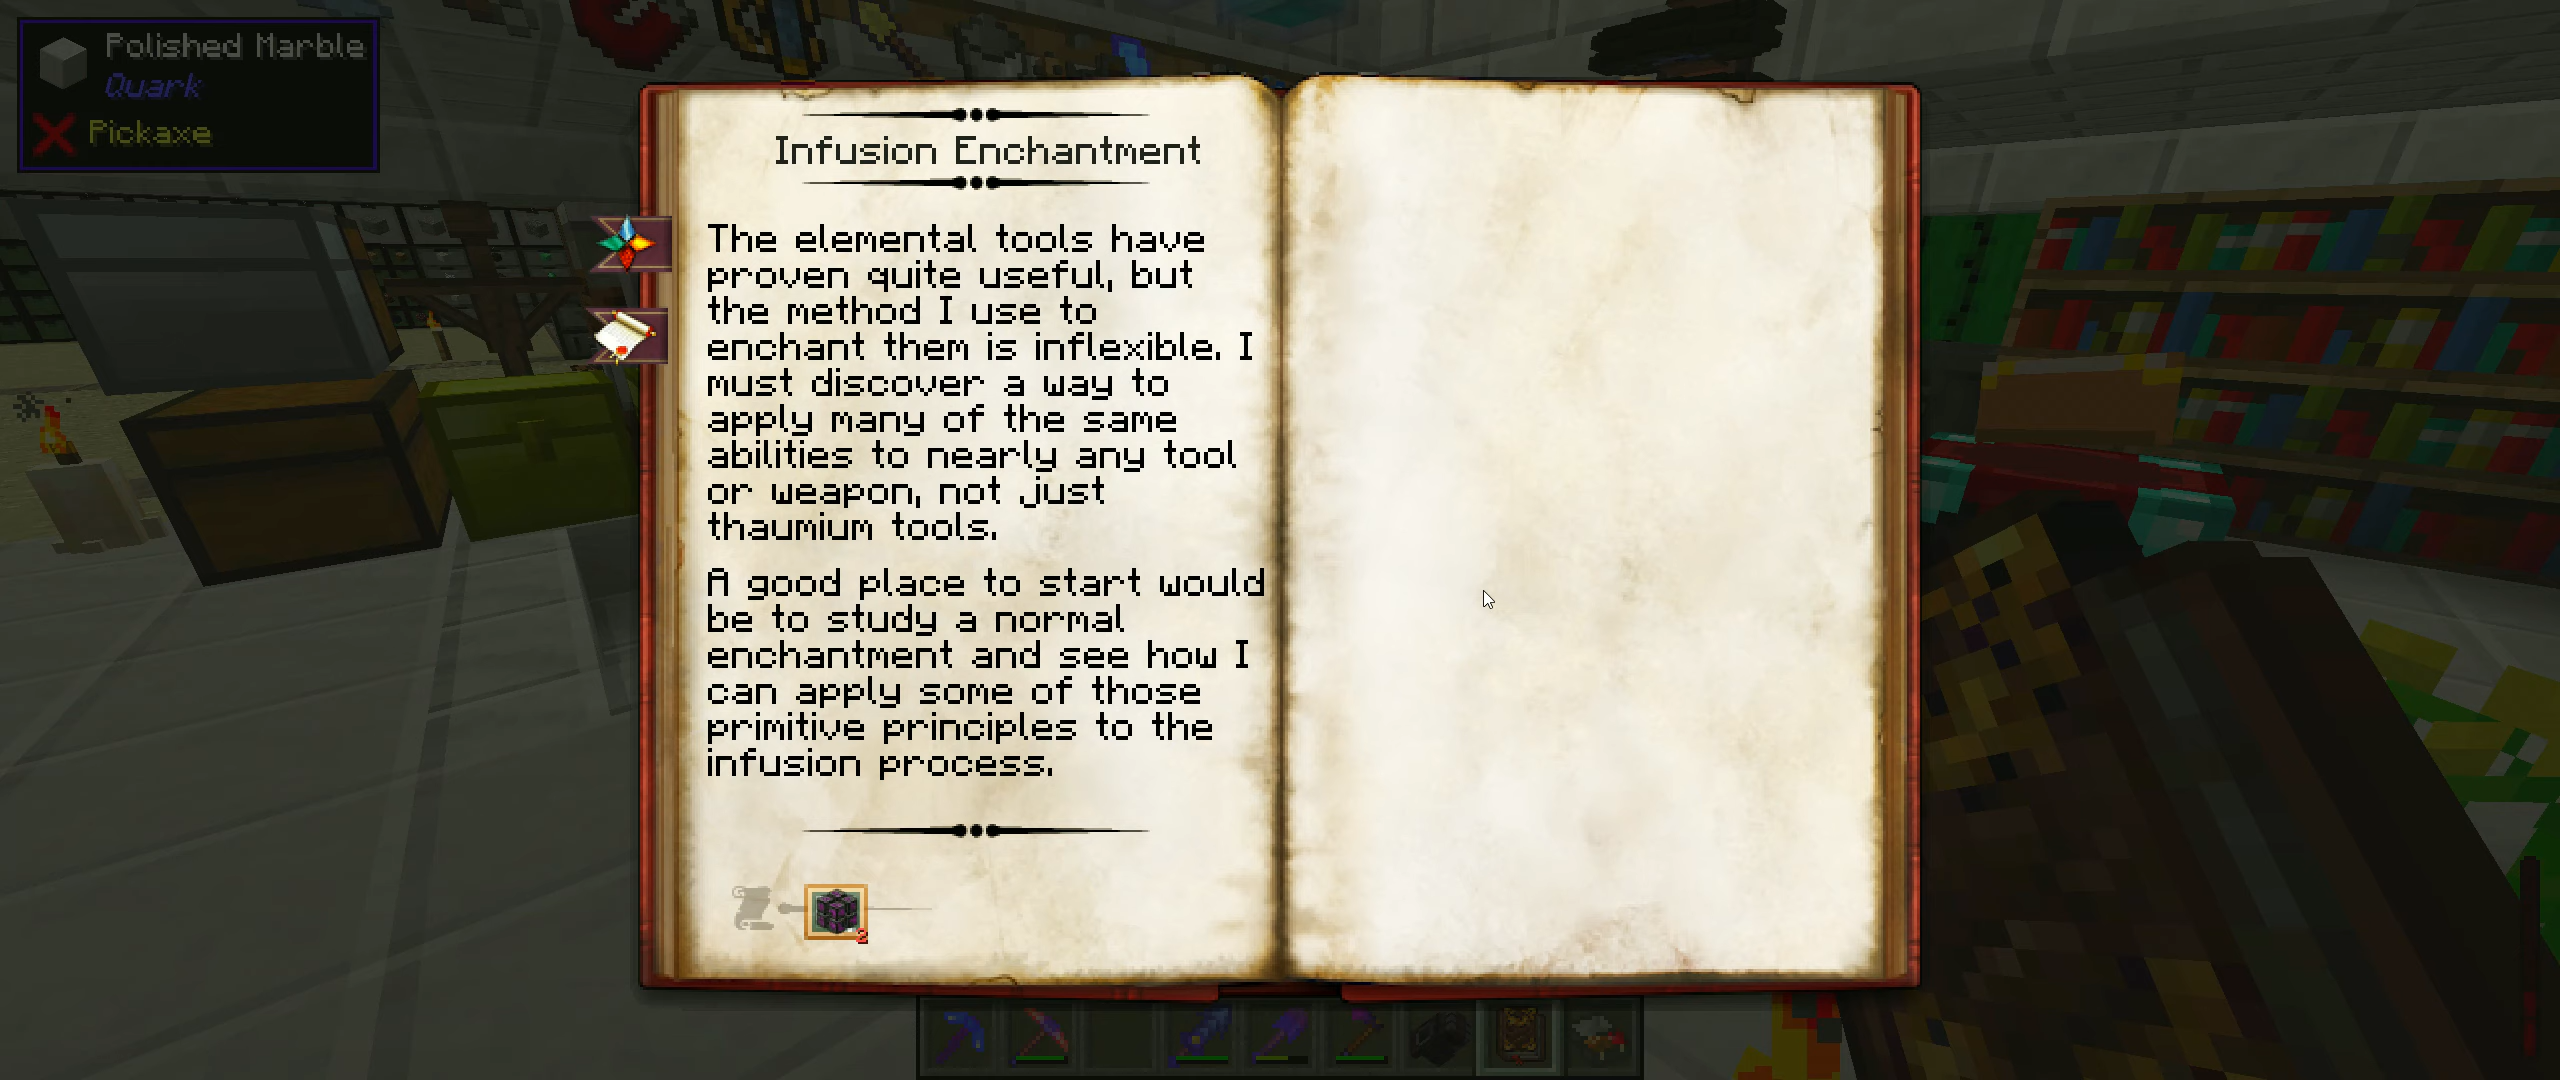 Polished Marble
Quark
Pickaxe
Infusion Enchantment
The elemental tools have
proven quite useful, but
the method I use to
enchant them is inflexible. I
must discover a way to
apply many of the same
abilities to nearly any tool
or weapon, not just
thaumium tools.
A good place to start would
be to study a normal
enchantment and see how I
can apply some of those
primitive principles to the
infusion process.
2